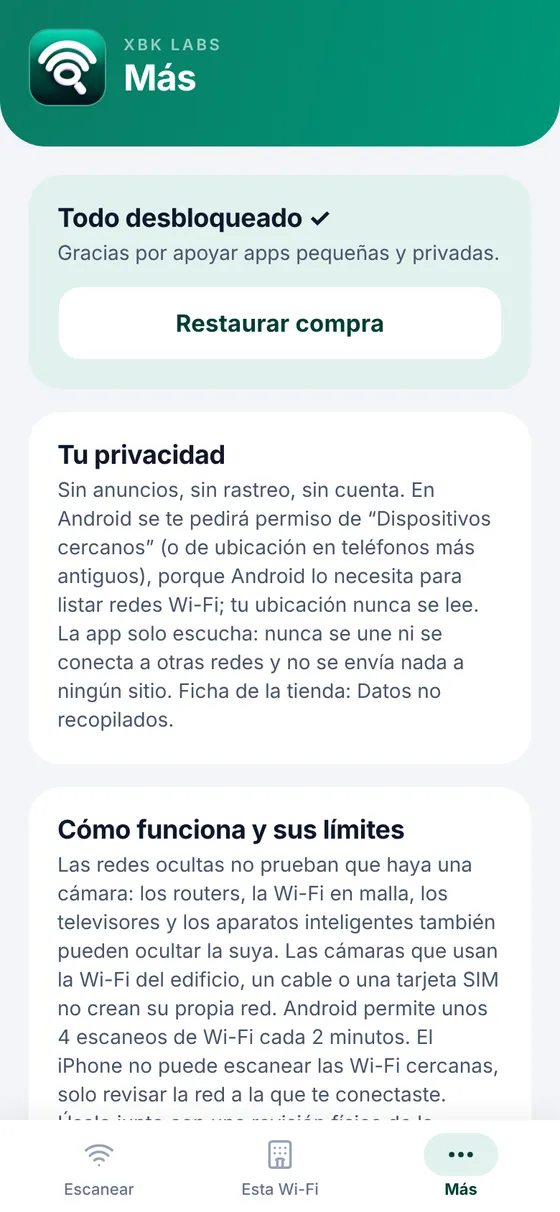 XBK LABS
Más
Todo desbloqueado ✓
Gracias por apoyar apps pequeñas y privadas.
Restaurar compra
Tu privacidad
Sin anuncios, sin rastreo, sin cuenta. En
Android se te pedirá permiso de “Dispositivos
cercanos” (o de ubicación en teléfonos más
antiguos), porque Android lo necesita para
listar redes Wi-Fi; tu ubicación nunca se lee.
La app solo escucha: nunca se une ni se
conecta a otras redes y no se envía nada a
ningún sitio. Ficha de la tienda: Datos no
recopilados.
Cómo funciona y sus límites
Las redes ocultas no prueban que haya una
cámara: los routers, la Wi-Fi en malla, los
televisores y los aparatos inteligentes también
pueden ocultar la suya. Las cámaras que usan
la Wi-Fi del edificio, un cable o una tarjeta SIM
no crean su propia red. Android permite unos
4 escaneos de Wi-Fi cada 2 minutos. El
iPhone no puede escanear las Wi-Fi cercanas,
solo revisar la red a la que te conectaste.
Escanear
Esta Wi-Fi
Más